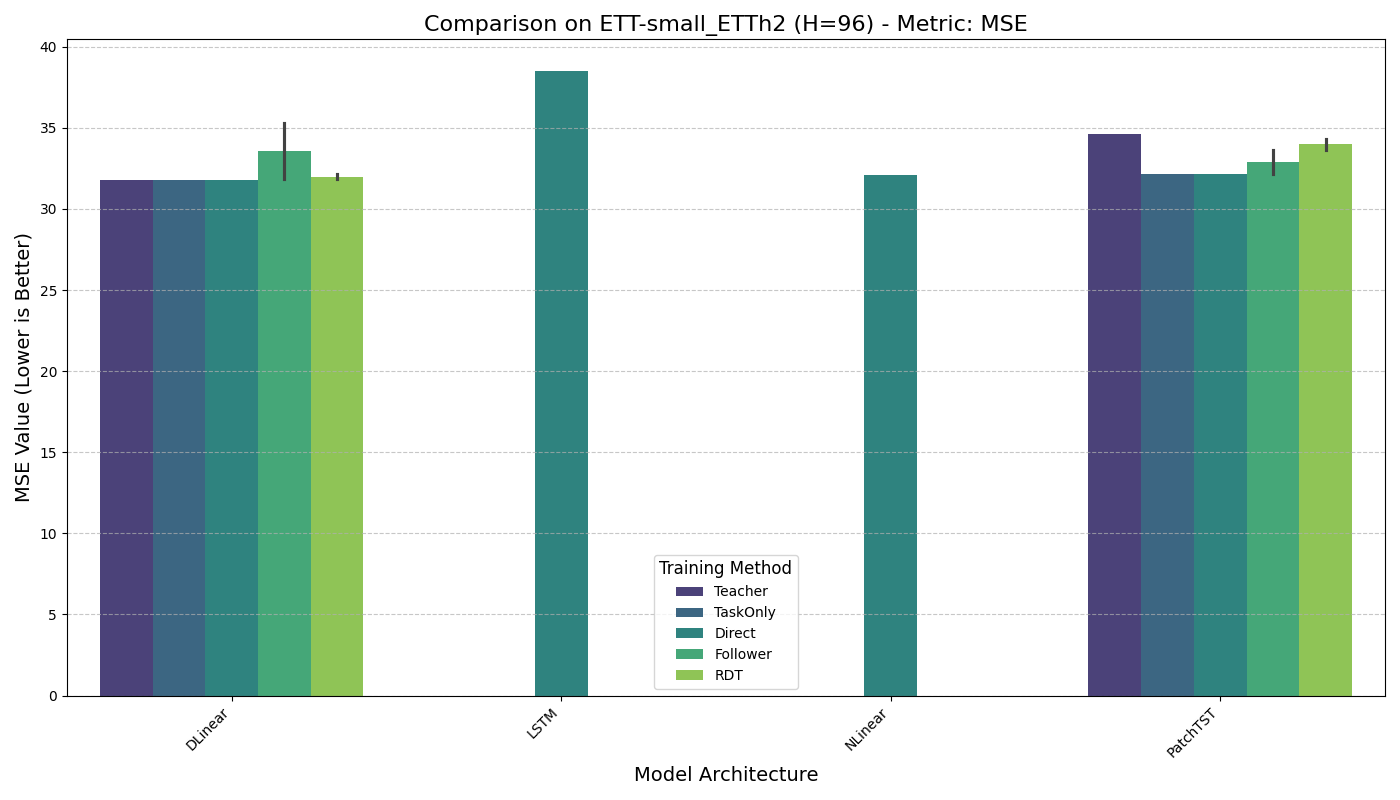 Comparison on ETT-small_ETTh2 (H=96) - Metric: MSE
MSE Value (Lower is Better)
40
35
30
25
20
15
10
5
0
Training Method
Teacher
TaskOnly
Direct
Follower
RDT
DLinear
LSTM
NLinear
PatchTST
Model Architecture